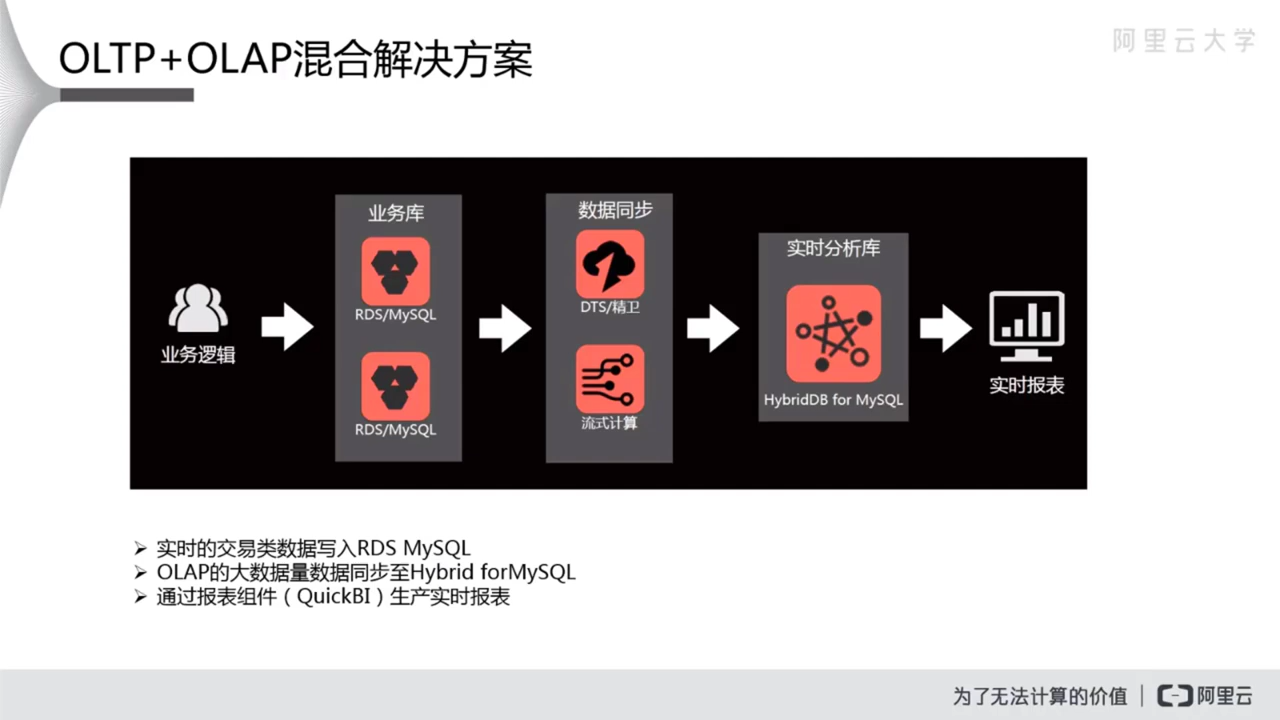 阿里云大学
OLTP+OLAP混合解决方案
业务逻辑
业务库
RDS/MySQL
RDS/MySQL
数据同步
DTS/精卫
流式计算
实时分析库
HybridDB for MySQL
实时报表
实时的交易类数据写入RDS MySQL
OLAP的大数据量数据同步至Hybrid forMySQL
通过报表组件（QuickBI）生产实时报表
为了无法计算的价值 | 阿里云